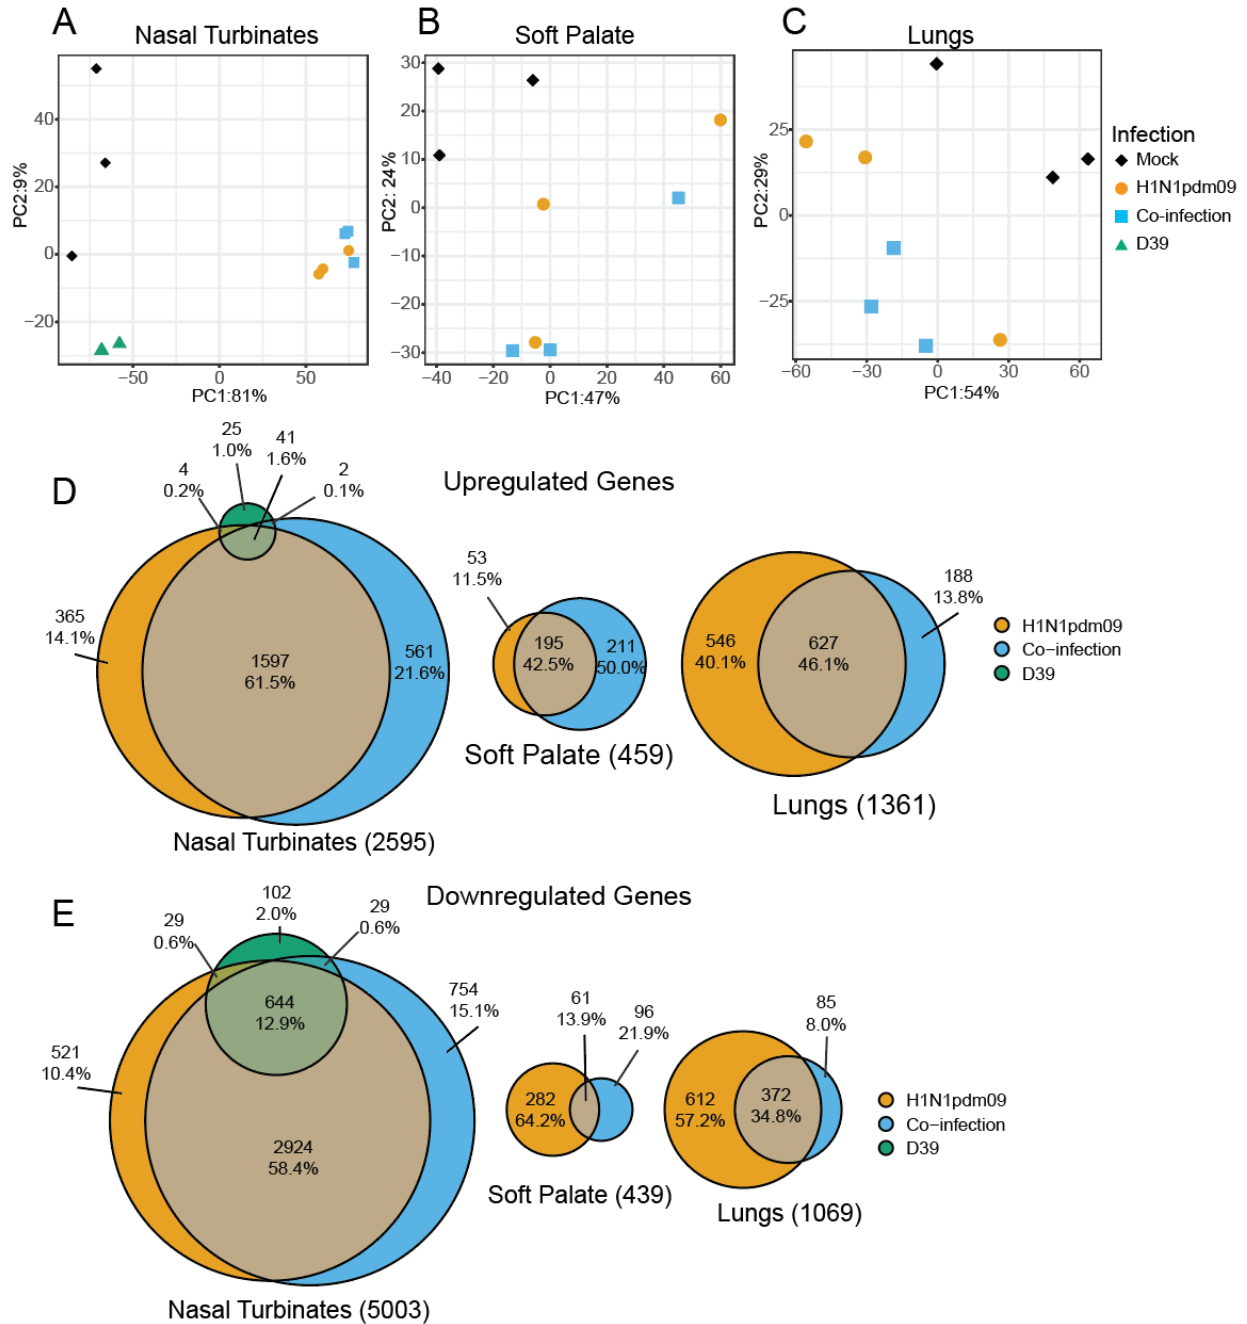 A
Nasal Turbinates
PC2:9%
40
20
0
−20
−50
0
50
PC1:81%
B
Soft Palate
PC2: 24%
30
20
10
0
−10
−20
−30
−40
−20
0
20
40
60
PC1:47%
C
Lungs
PC2:29%
25
0
−25
−60
−30
0
30
60
PC1:54%
Infection
Mock
H1N1pdm09
Co-infection
D39
D
Upregulated Genes
4
0.2%
25
1.0%
41
1.6%
2
0.1%
365
14.1%
1597
61.5%
561
21.6%
Nasal Turbinates (2595)
53
11.5%
195
42.5%
211
50.0%
Soft Palate (459)
546
40.1%
627
46.1%
188
13.8%
Lungs (1361)
H1N1pdm09
Co−infection
D39
E
Downregulated Genes
29
0.6%
102
2.0%
29
0.6%
644
12.9%
521
10.4%
754
15.1%
2924
58.4%
Nasal Turbinates (5003)
61
13.9%
96
21.9%
282
64.2%
Soft Palate (439)
85
8.0%
612
57.2%
372
34.8%
Lungs (1069)
H1N1pdm09
Co−infection
D39